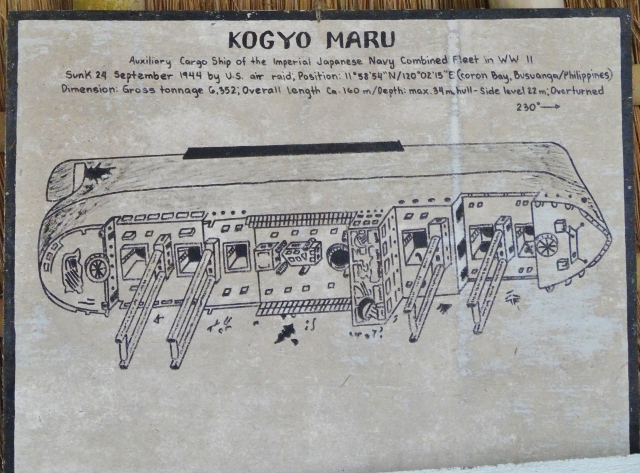 KOGYO MARU
Auxiliary Cargo Ship of the Imperial Japanese Navy Combined Fleet in WW II
Sunk 24 September 1944 by U.S. air raid, Position: 11°58'54"N/120°02'15"E (coron Bay, Busuanga/Philippines)
Dimension: Gross tonnage 6,352; Overall length Ca. 160 m/Depth: max. 34 m, hull-Side level 22 m; Overturned
230°→